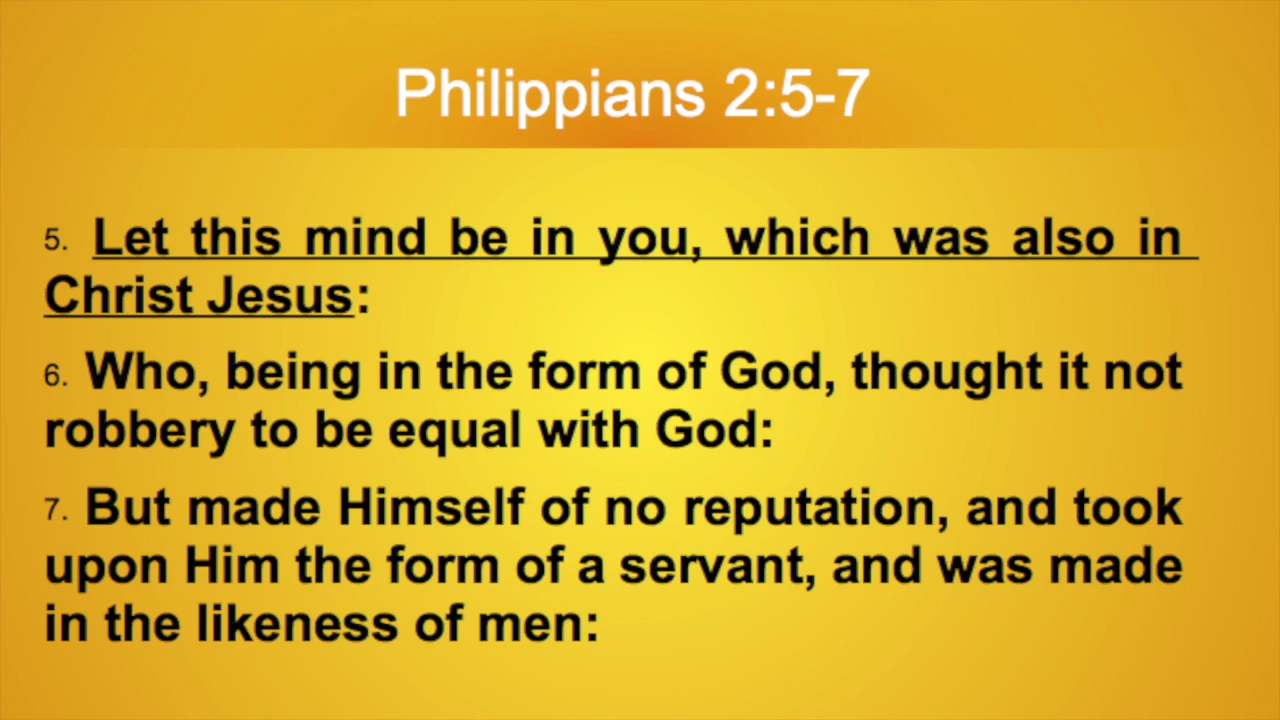 Philippians 2:5-7
5. Let this mind be in you, which was also in
Christ Jesus:
6. Who, being in the form of God, thought it not
robbery to be equal with God:
7. But made Himself of no reputation, and took
upon Him the form of a servant, and was made
in the likeness of men: